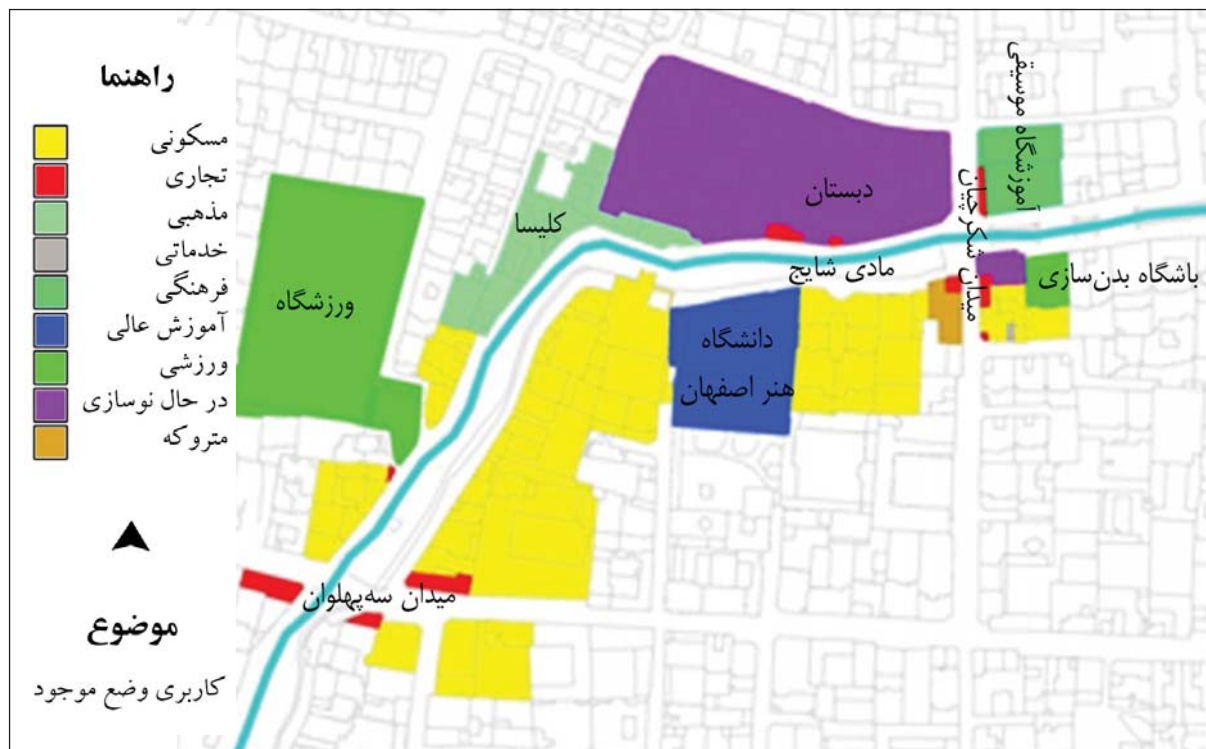 راهنما
مسکونی
تجاری
مذهبی
خدماتی
فرهنگی
آموزش عالی
ورزشی
در حال نوسازی
متروکه
موضوع
کاربری وضع موجود
آموزشگاه موسیقی
دبستان
کلیسا
میدان شکرچیان
مادی شایج
باشگاه بدن‌سازی
ورزشگاه
دانشگاه
هنر اصفهان
میدان سه‌پهلوان